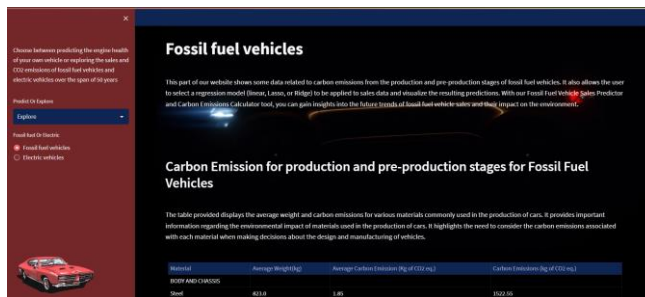 ×
Choose between predicting the engine health
of your own vehicle or exploring the sales and
CO2 emissions of fossil fuel vehicles and
electric vehicles over the span of 50 years
Predict Or Explore
Explore
Fossil fuel Or Electric
Fossil fuel vehicles
Electric vehicles
Fossil fuel vehicles
This part of our website shows some data related to carbon emissions from the production and pre-production stages of fossil fuel vehicles. It also allows the user
to select a regression model (linear, Lasso, or Ridge) to be applied to sales data and visualize the resulting predictions. With our Fossil Fuel Vehicle Sales Predictor
and Carbon Emissions Calculator tool, you can gain insights into the future trends of fossil fuel vehicle sales and their impact on the environment.
Carbon Emission for production and pre-production stages for Fossil Fuel
Vehicles
The table provided displays the average weight and carbon emissions for various materials commonly used in the production of cars. It provides important
information regarding the environmental impact of materials used in the production of cars. It highlights the need to consider the carbon emissions associated
with each material when making decisions about the design and manufacturing of vehicles.
Material Average Weight(kg) Average Carbon Emission (Kg of CO2 eq.) Carbon Emissions (kg of CO2 eq.)
BODY AND CHASSIS
Steel 823.0 1.85 1522.55